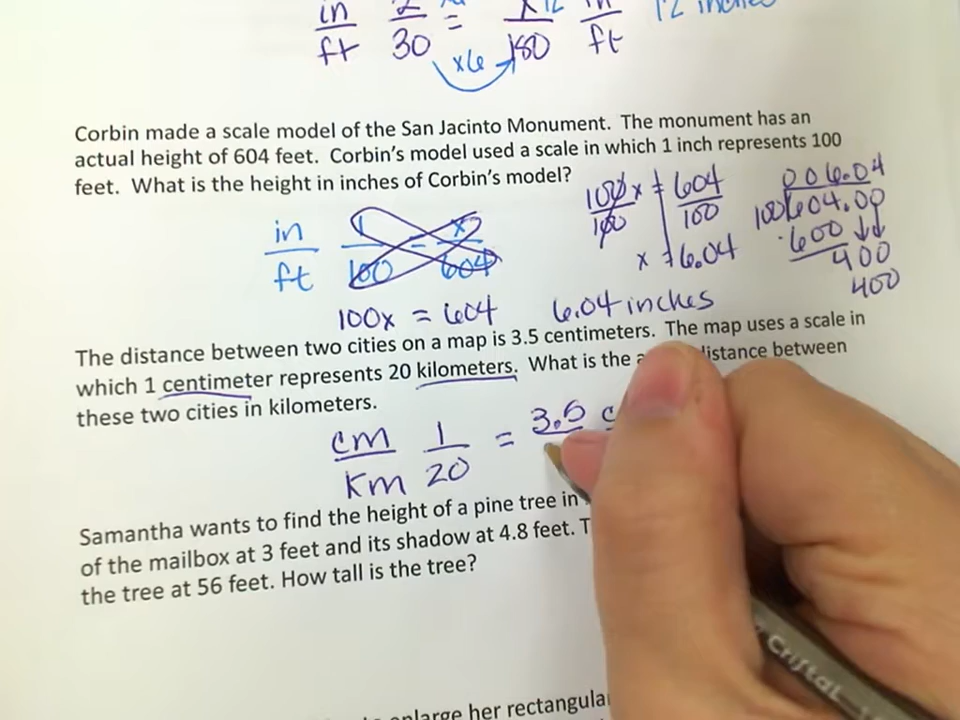 in 2 = x 12 in 12 inches
ft 30 180 ft
x6
Corbin made a scale model of the San Jacinto Monument. The monument has an
actual height of 604 feet. Corbin's model used a scale in which 1 inch represents 100
feet. What is the height in inches of Corbin's model?
in 1 = x
ft 100 604
100x = 604
100 100
x = 6.04
006.04
100 604.00
-600
400
400
100x = 604 6.04 inches
The distance between two cities on a map is 3.5 centimeters. The map uses a scale in
which 1 centimeter represents 20 kilometers. What is the distance between
these two cities in kilometers.
cm 1 = 3.5
Km 20
Samantha wants to find the height of a pine tree in
of the mailbox at 3 feet and its shadow at 4.8 feet.
the tree at 56 feet. How tall is the tree?
enlarge her
Cristal